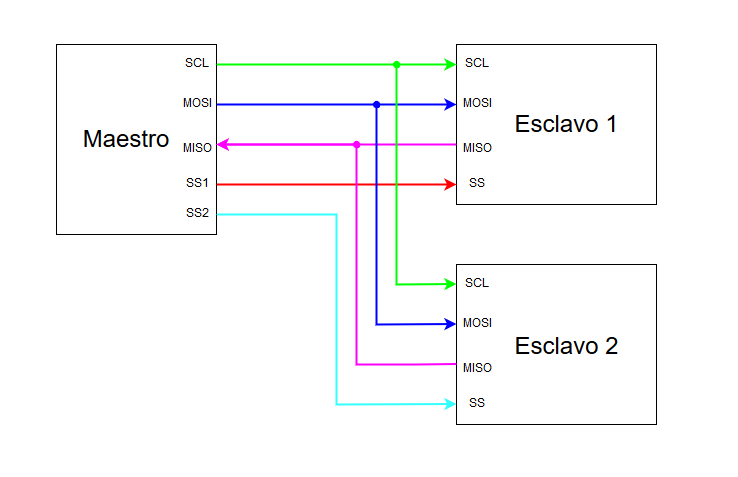 Maestro
SCL
MOSI
MISO
SS1
SS2
Esclavo 1
SCL
MOSI
MISO
SS
Esclavo 2
SCL
MOSI
MISO
SS